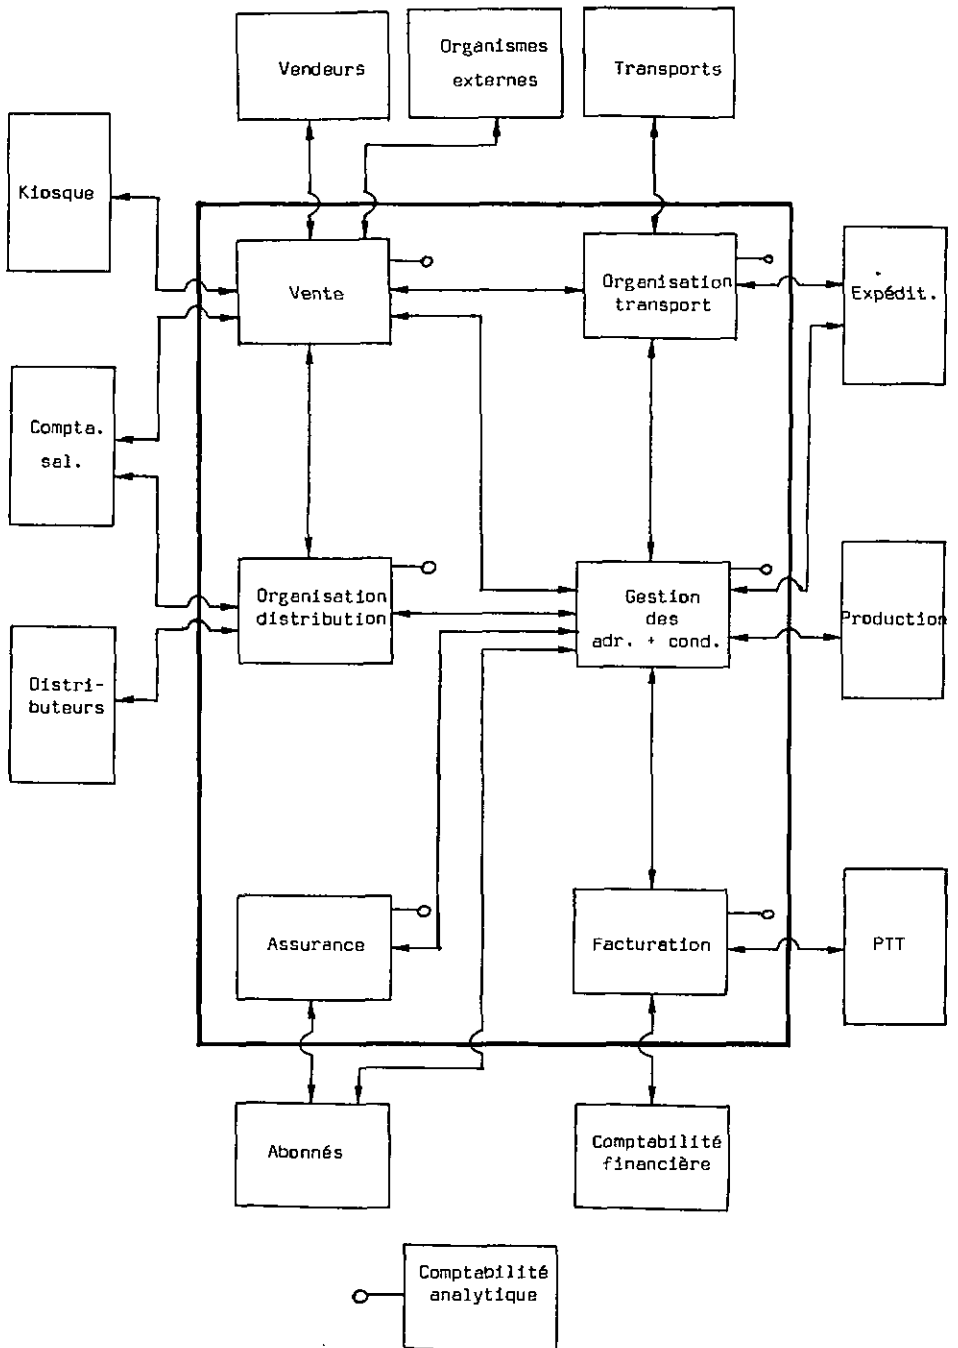 Vendeurs
Organismes
externes
Transports
Kiosque
Vente
Organisation
transport
Expédit.
Compta.
sal.
Organisation
distribution
Gestion
des
adr. + cond.
Production
Distri-
buteurs
Assurance
Facturation
PTT
Abonnés
Comptabilité
financière
Comptabilité
analytique